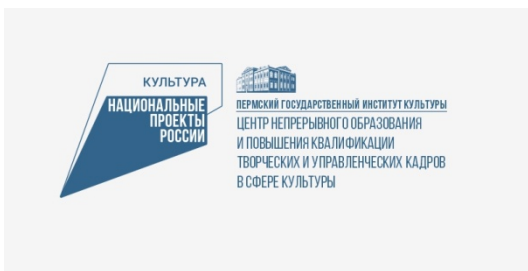 КУЛЬТУРА
НАЦИОНАЛЬНЫЕ
ПРОЕКТЫ
РОССИИ
ПЕРМСКИЙ ГОСУДАРСТВЕННЫЙ ИНСТИТУТ КУЛЬТУРЫ
ЦЕНТР НЕПРЕРЫВНОГО ОБРАЗОВАНИЯ
И ПОВЫШЕНИЯ КВАЛИФИКАЦИИ
ТВОРЧЕСКИХ И УПРАВЛЕНЧЕСКИХ КАДРОВ
В СФЕРЕ КУЛЬТУРЫ